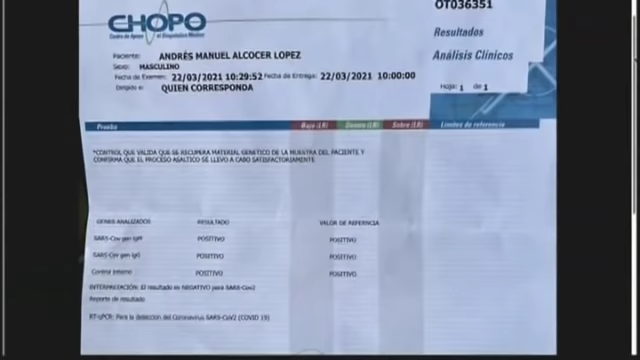 OT036351
CHOPO
Centro de Apoyo al Diagnóstico Médico
Resultados
Análisis Clínicos
Paciente: ANDRÉS MANUEL ALCOCER LOPEZ
Sexo: MASCULINO
Fecha de Examen: 22/03/2021 10:29:52 Fecha de Entrega: 22/03/2021 10:00:00
Dirigido a: QUIEN CORRESPONDA
Hoja: 1 de 1
Prueba Bajo (LR) Dentro (LR) Sobre (LR) Límites de referencia
*CONTROL QUE VALIDA QUE SE RECUPERA MATERIAL GENETICO DE LA MUESTRA DEL PACIENTE Y
CONFIRMA QUE EL PROCESO SE LLEVO A CABO SATISFACTORIAMENTE
GENES ANALIZADOS RESULTADO VALOR DE REFERENCIA
SARS-Cov gen IgM POSITIVO POSITIVO
SARS-Cov gen IgG POSITIVO POSITIVO
Control Interno POSITIVO POSITIVO
INTERPRETACIÓN: El resultado es NEGATIVO para SARS-Cov2
Reporte de resultado
RT-qPCR: Para la deteccion del Coronavirus SARS-CoV2 (COVID 19)